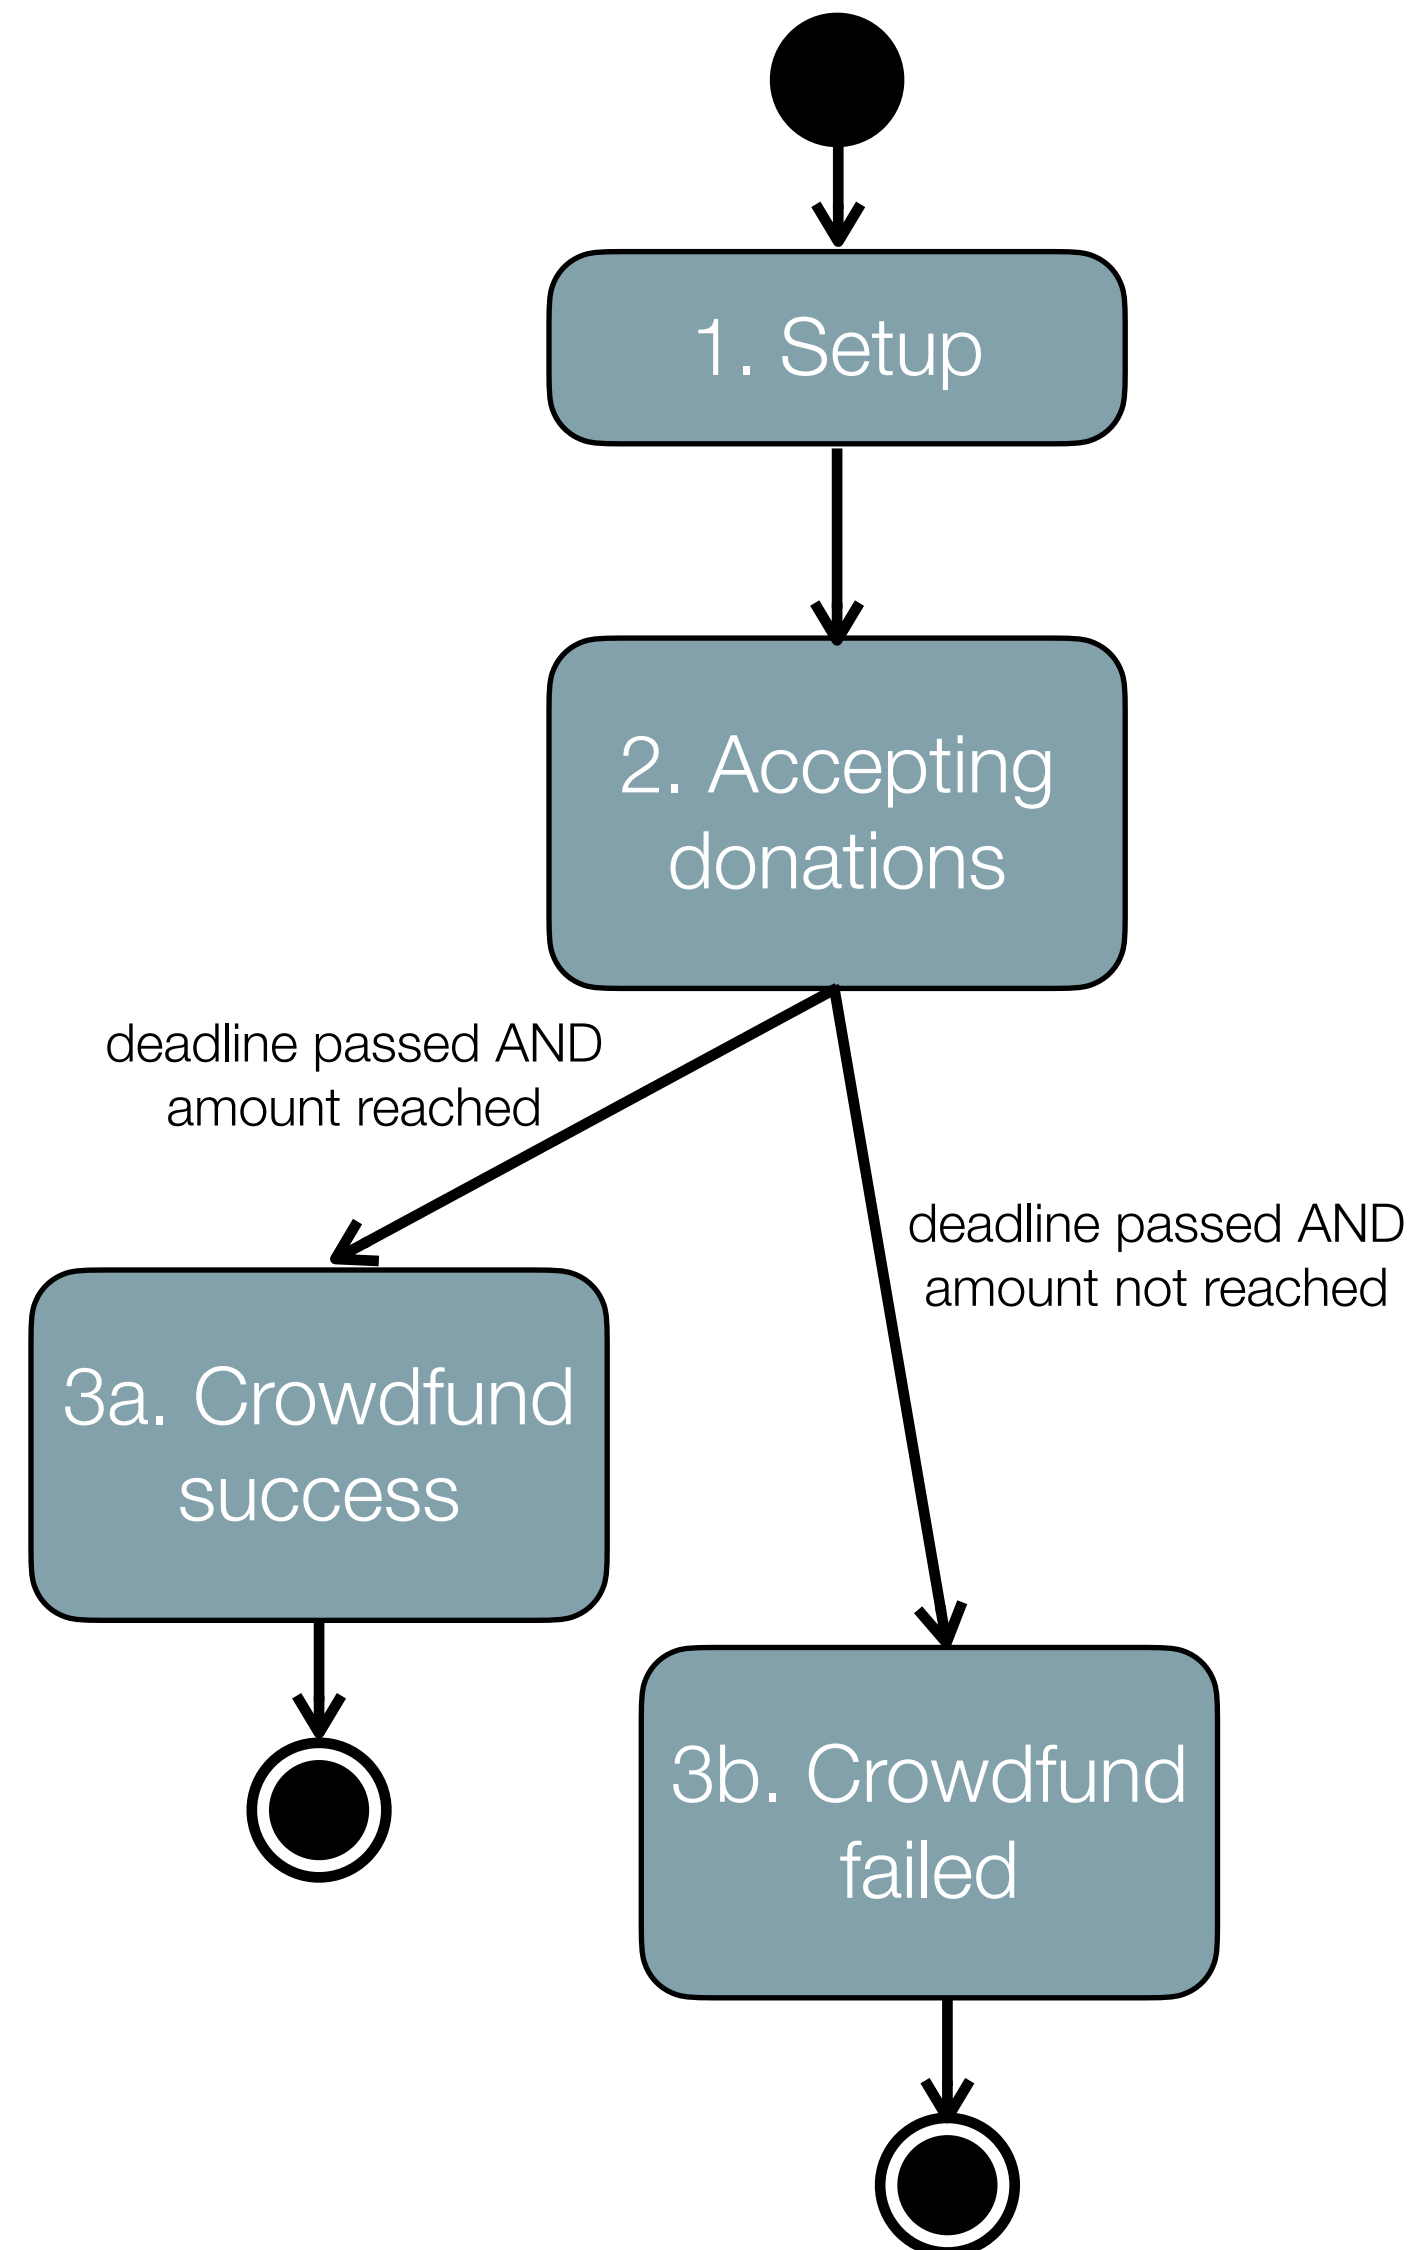 1. Setup
2. Accepting
donations
deadline passed AND
amount reached
deadline passed AND
amount not reached
3a. Crowdfund
success
3b. Crowdfund
failed